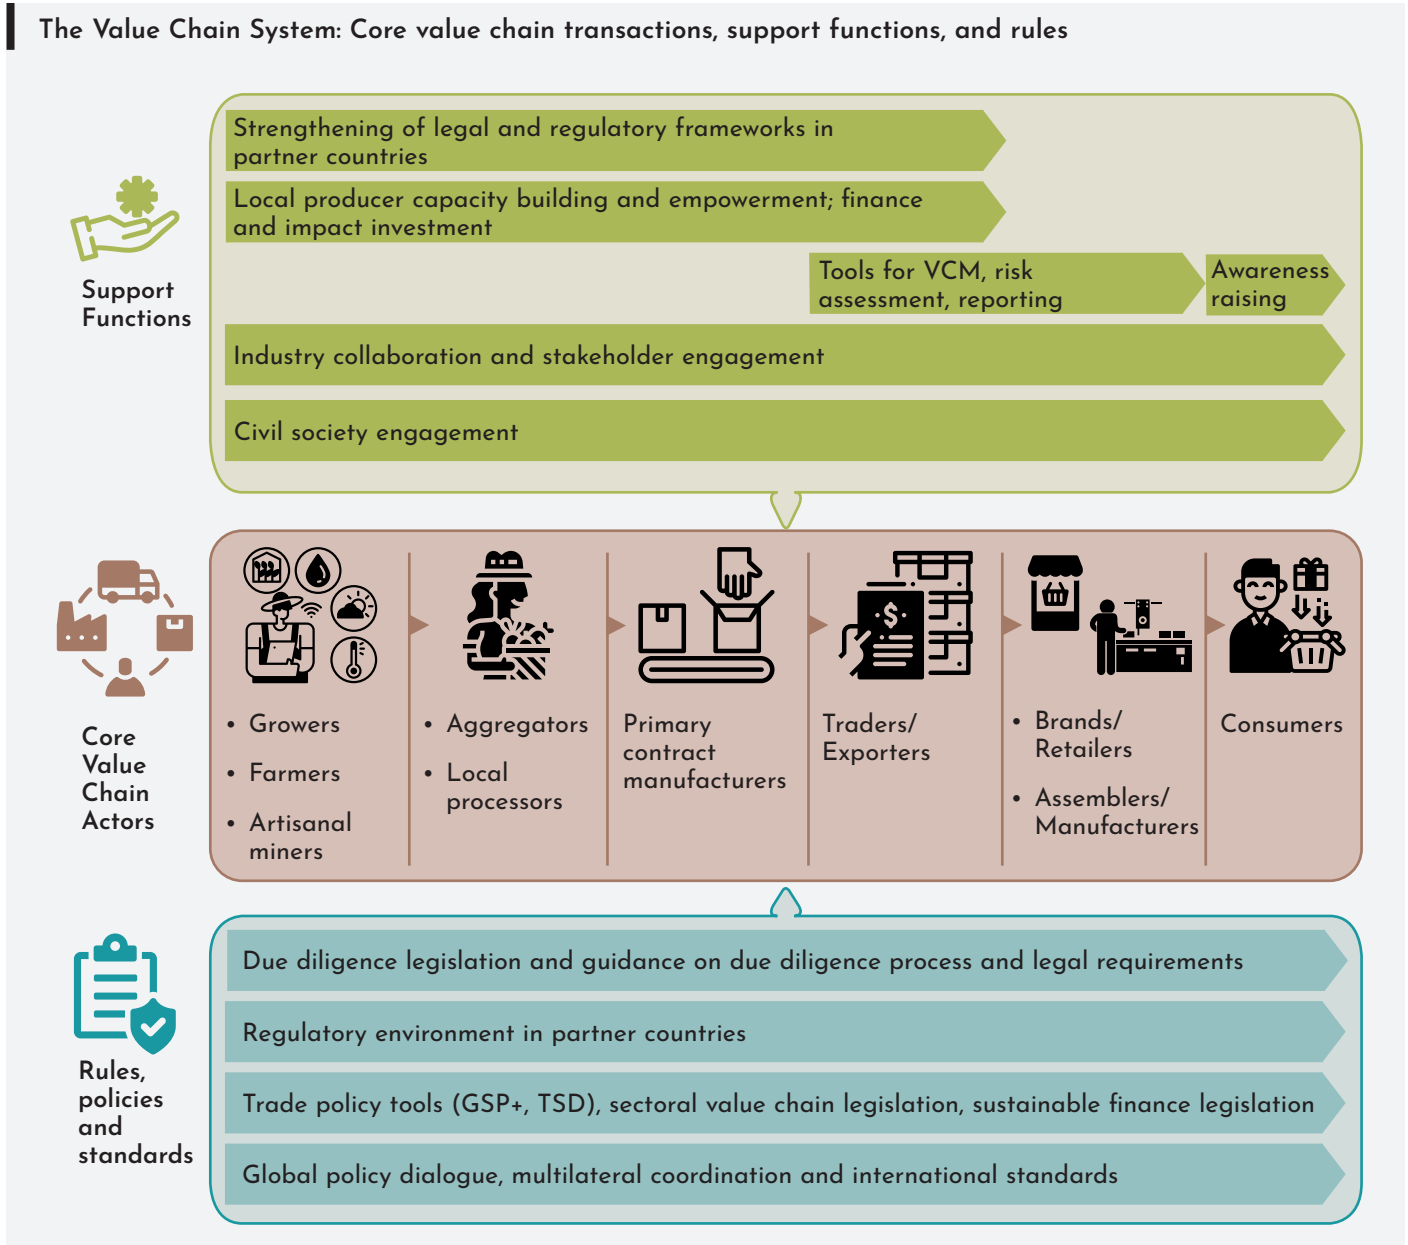 The Value Chain System: Core value chain transactions, support functions, and rules
Support
Functions
Strengthening of legal and regulatory frameworks in
partner countries
Local producer capacity building and empowerment; finance
and impact investment
Tools for VCM, risk
assessment, reporting
Awareness
raising
Industry collaboration and stakeholder engagement
Civil society engagement
Core
Value
Chain
Actors
• Growers
• Farmers
• Artisanal
miners
• Aggregators
• Local
processors
Primary
contract
manufacturers
Traders/
Exporters
• Brands/
Retailers
• Assemblers/
Manufacturers
Consumers
Rules,
policies
and
standards
Due diligence legislation and guidance on due diligence process and legal requirements
Regulatory environment in partner countries
Trade policy tools (GSP+, TSD), sectoral value chain legislation, sustainable finance legislation
Global policy dialogue, multilateral coordination and international standards